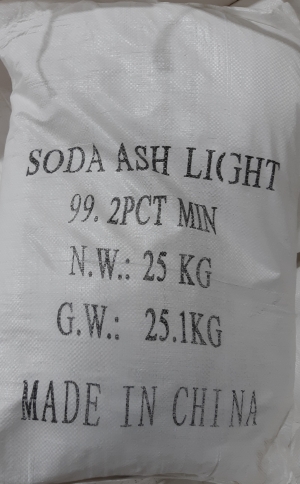 SODA ASH LIGHT
99.2PCT MIN
N.W.: 25 KG
G.W.: 25.1KG
MADE IN CHINA